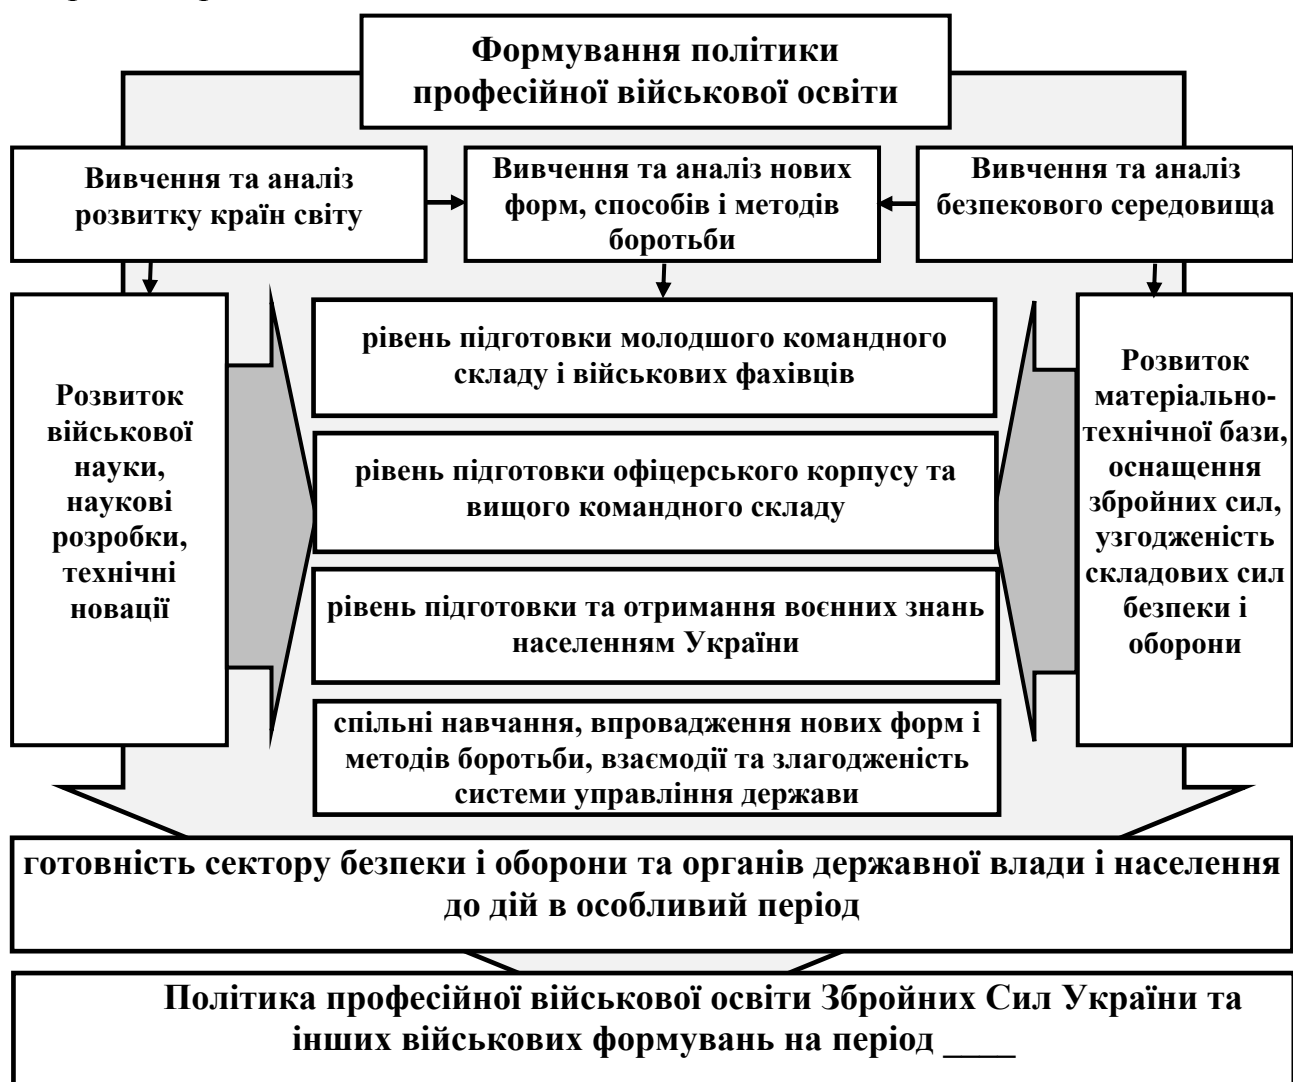 Формування політики
професійної військової освіти
Вивчення та аналіз
розвитку країн світу
Вивчення та аналіз нових
форм, способів і методів
боротьби
Вивчення та аналіз
безпекового середовища
Розвиток
військової
науки,
наукові
розробки,
технічні
новації
рівень підготовки молодшого командного
складу і військових фахівців
рівень підготовки офіцерського корпусу та
вищого командного складу
рівень підготовки та отримання воєнних знань
населенням України
спільні навчання, впровадження нових форм і
методів боротьби, взаємодії та злагодженість
системи управління держави
Розвиток
матеріально-
технічної бази,
оснащення
збройних сил,
узгодженість
складових сил
безпеки і
оборони
готовність сектору безпеки і оборони та органів державної влади і населення
до дій в особливий період
Політика професійної військової освіти Збройних Сил України та
інших військових формувань на період ____